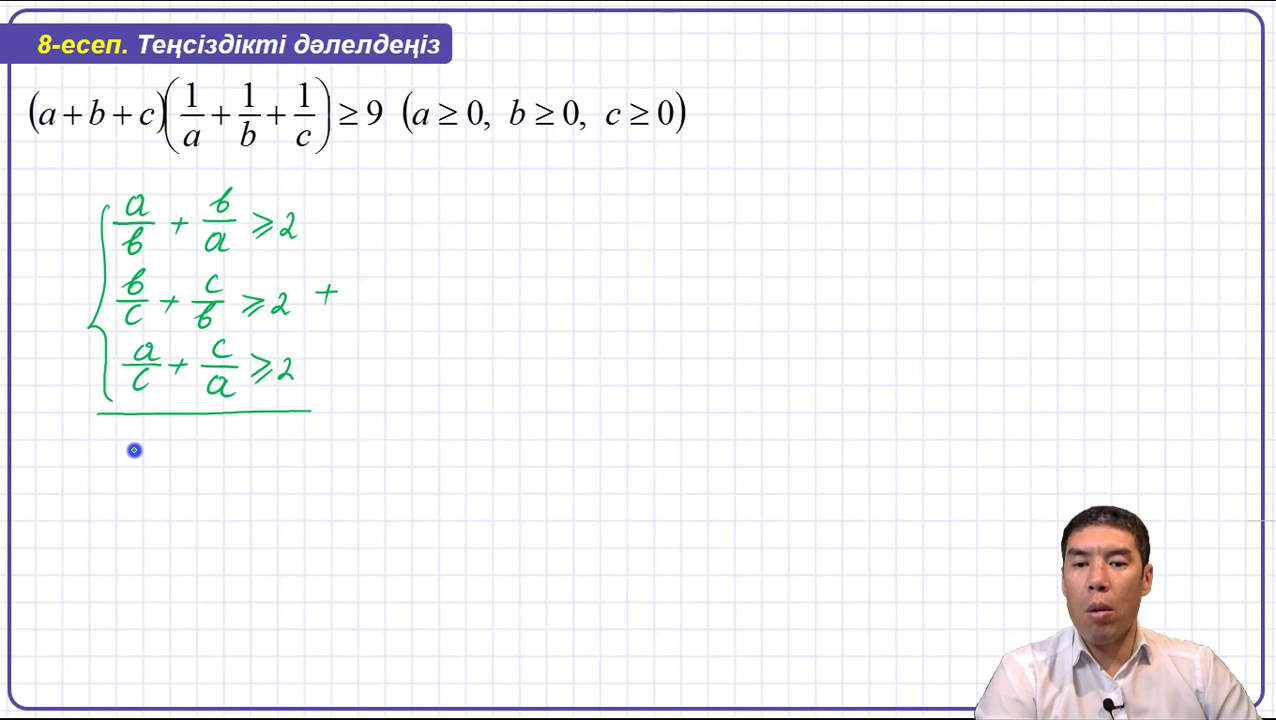 8-есеп. Теңсіздікті дәлелдеңіз
(a + b + c)(1/a + 1/b + 1/c) ≥ 9 (a ≥ 0, b ≥ 0, c ≥ 0)
a/b + b/a ≥ 2
b/c + c/b ≥ 2 +
a/c + c/a ≥ 2